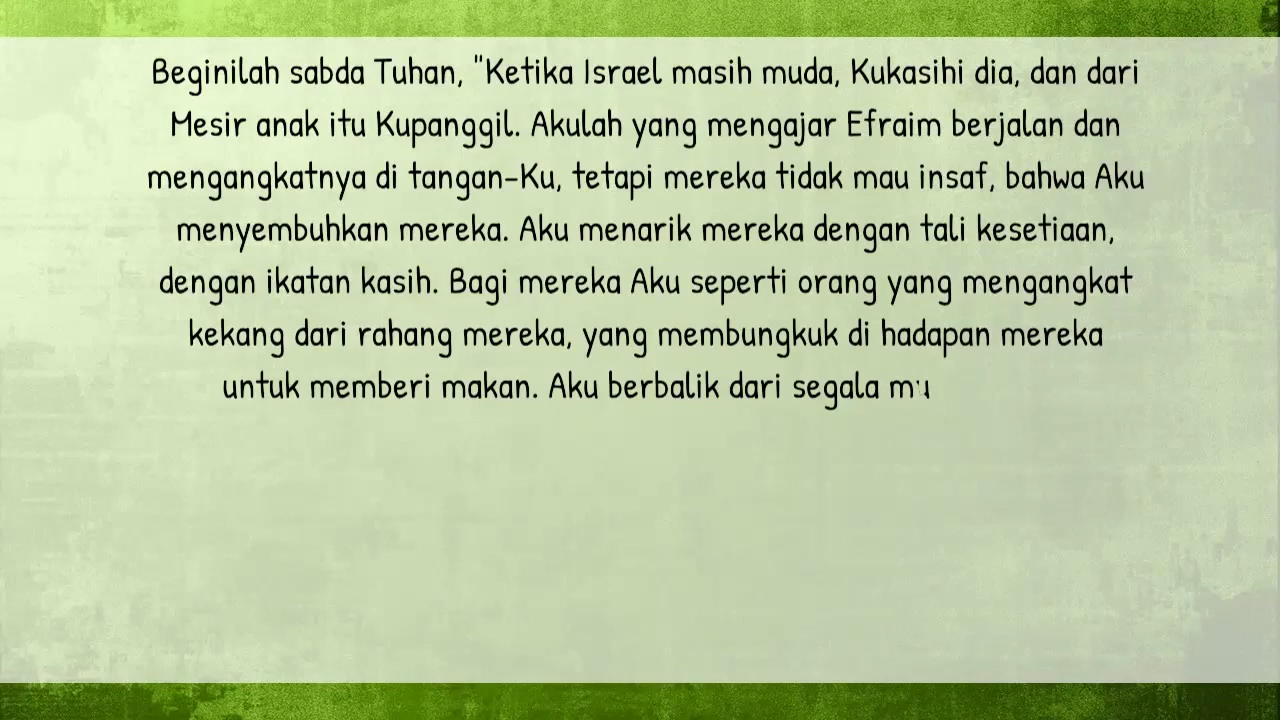 Beginilah sabda Tuhan, "Ketika Israel masih muda, Kukasihi dia, dan dari
Mesir anak itu Kupanggil. Akulah yang mengajar Efraim berjalan dan
mengangkatnya di tangan-Ku, tetapi mereka tidak mau insaf, bahwa Aku
menyembuhkan mereka. Aku menarik mereka dengan tali kesetiaan,
dengan ikatan kasih. Bagi mereka Aku seperti orang yang mengangkat
kekang dari rahang mereka, yang membungkuk di hadapan mereka
untuk memberi makan. Aku berbalik dari segala